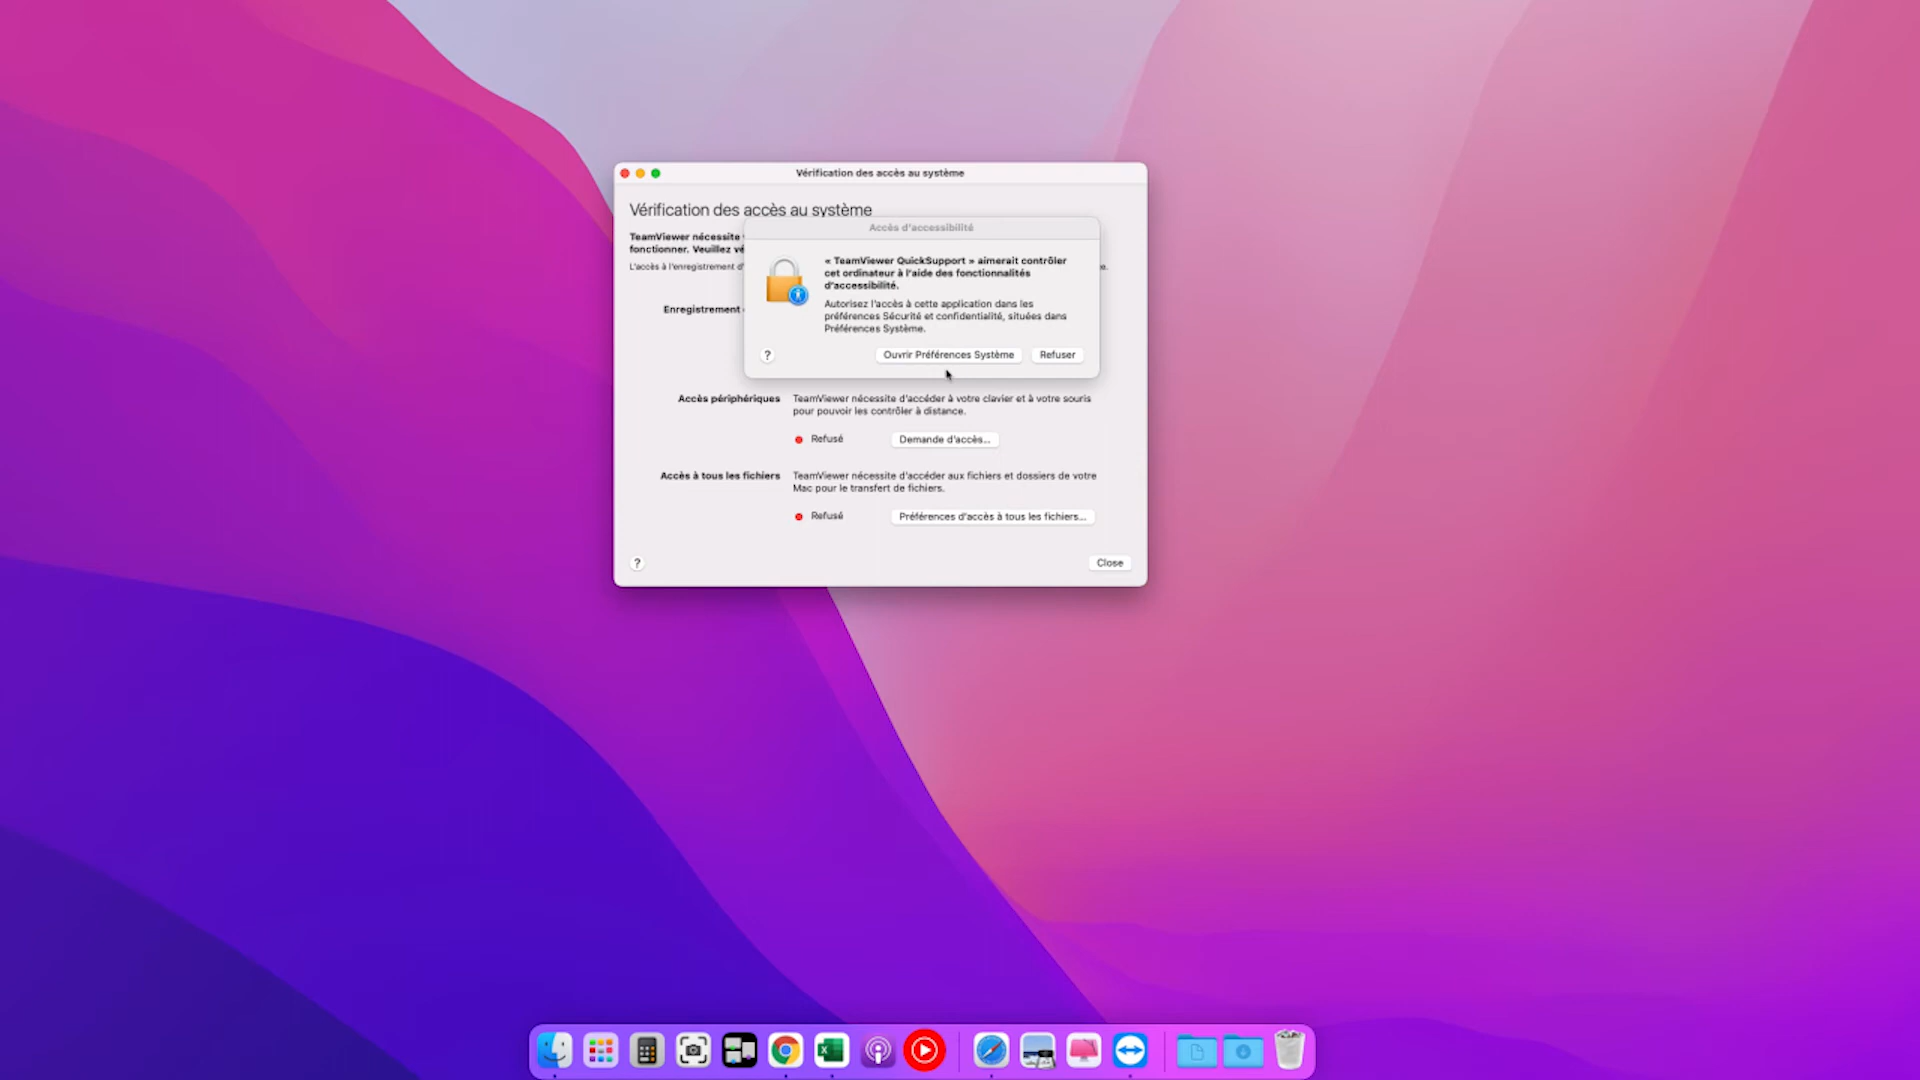 Vérification des accès au système
Vérification des accès au système
TeamViewer nécessite
fonctionner. Veuillez
L'accès à l'enregistrement
Accès d'accessibilité
« TeamViewer QuickSupport » aimerait contrôler
cet ordinateur à l'aide des fonctionnalités
d'accessibilité.
Autorisez l'accès à cette application dans les
préférences Sécurité et confidentialité, situées dans
Préférences Système.
? Ouvrir Préférences Système Refuser
Enregistrement
Accès périphériques TeamViewer nécessite d'accéder à votre clavier et à votre souris
pour pouvoir les contrôler à distance.
Refusé Demande d'accès...
Accès à tous les fichiers TeamViewer nécessite d'accéder aux fichiers et dossiers de votre
Mac pour le transfert de fichiers.
Refusé Préférences d'accès à tous les fichiers...
? Close